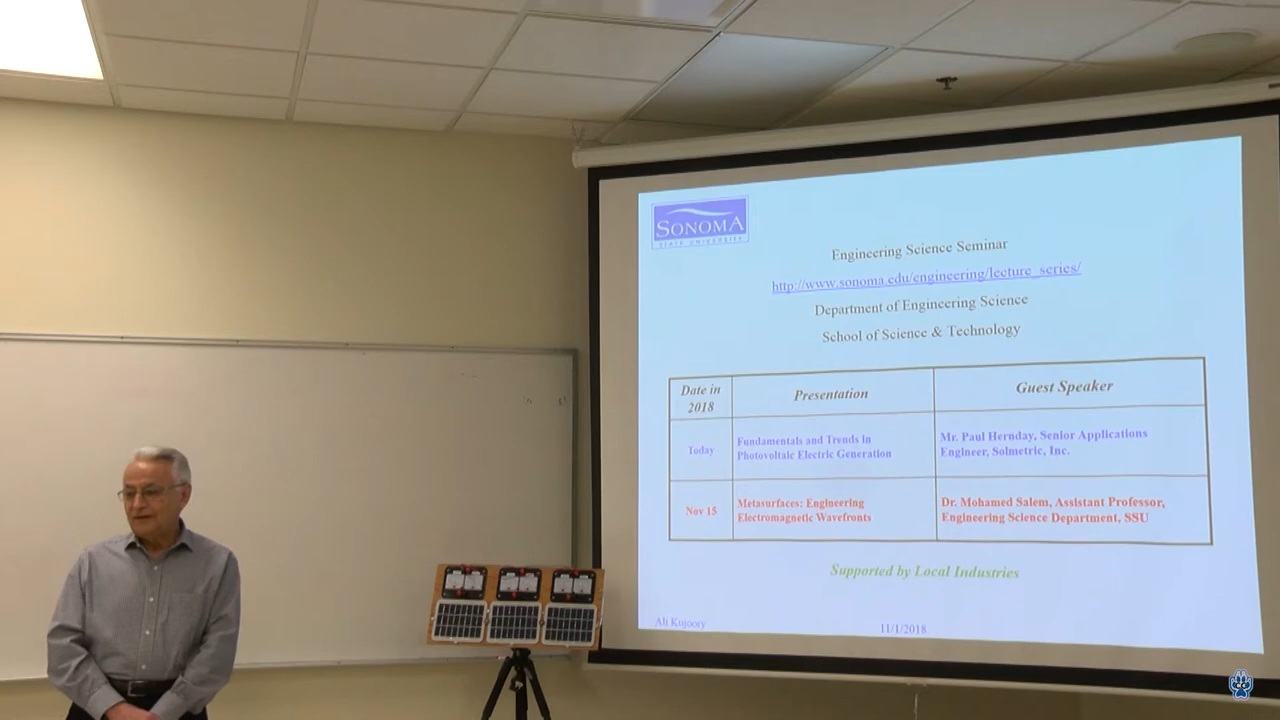 SONOMA
STATE UNIVERSITY
Engineering Science Seminar
http://www.sonoma.edu/engineering/lecture_series/
Department of Engineering Science
School of Science & Technology
Date in
2018
Presentation
Guest Speaker
Today
Fundamentals and Trends in
Photovoltaic Electric Generation
Mr. Paul Hernday, Senior Applications
Engineer, Solmetric, Inc.
Nov 15
Metasurfaces: Engineering
Electromagnetic Wavefronts
Dr. Mohamed Salem, Assistant Professor,
Engineering Science Department, SSU
Supported by Local Industries
Ali Kujoory
11/1/2018